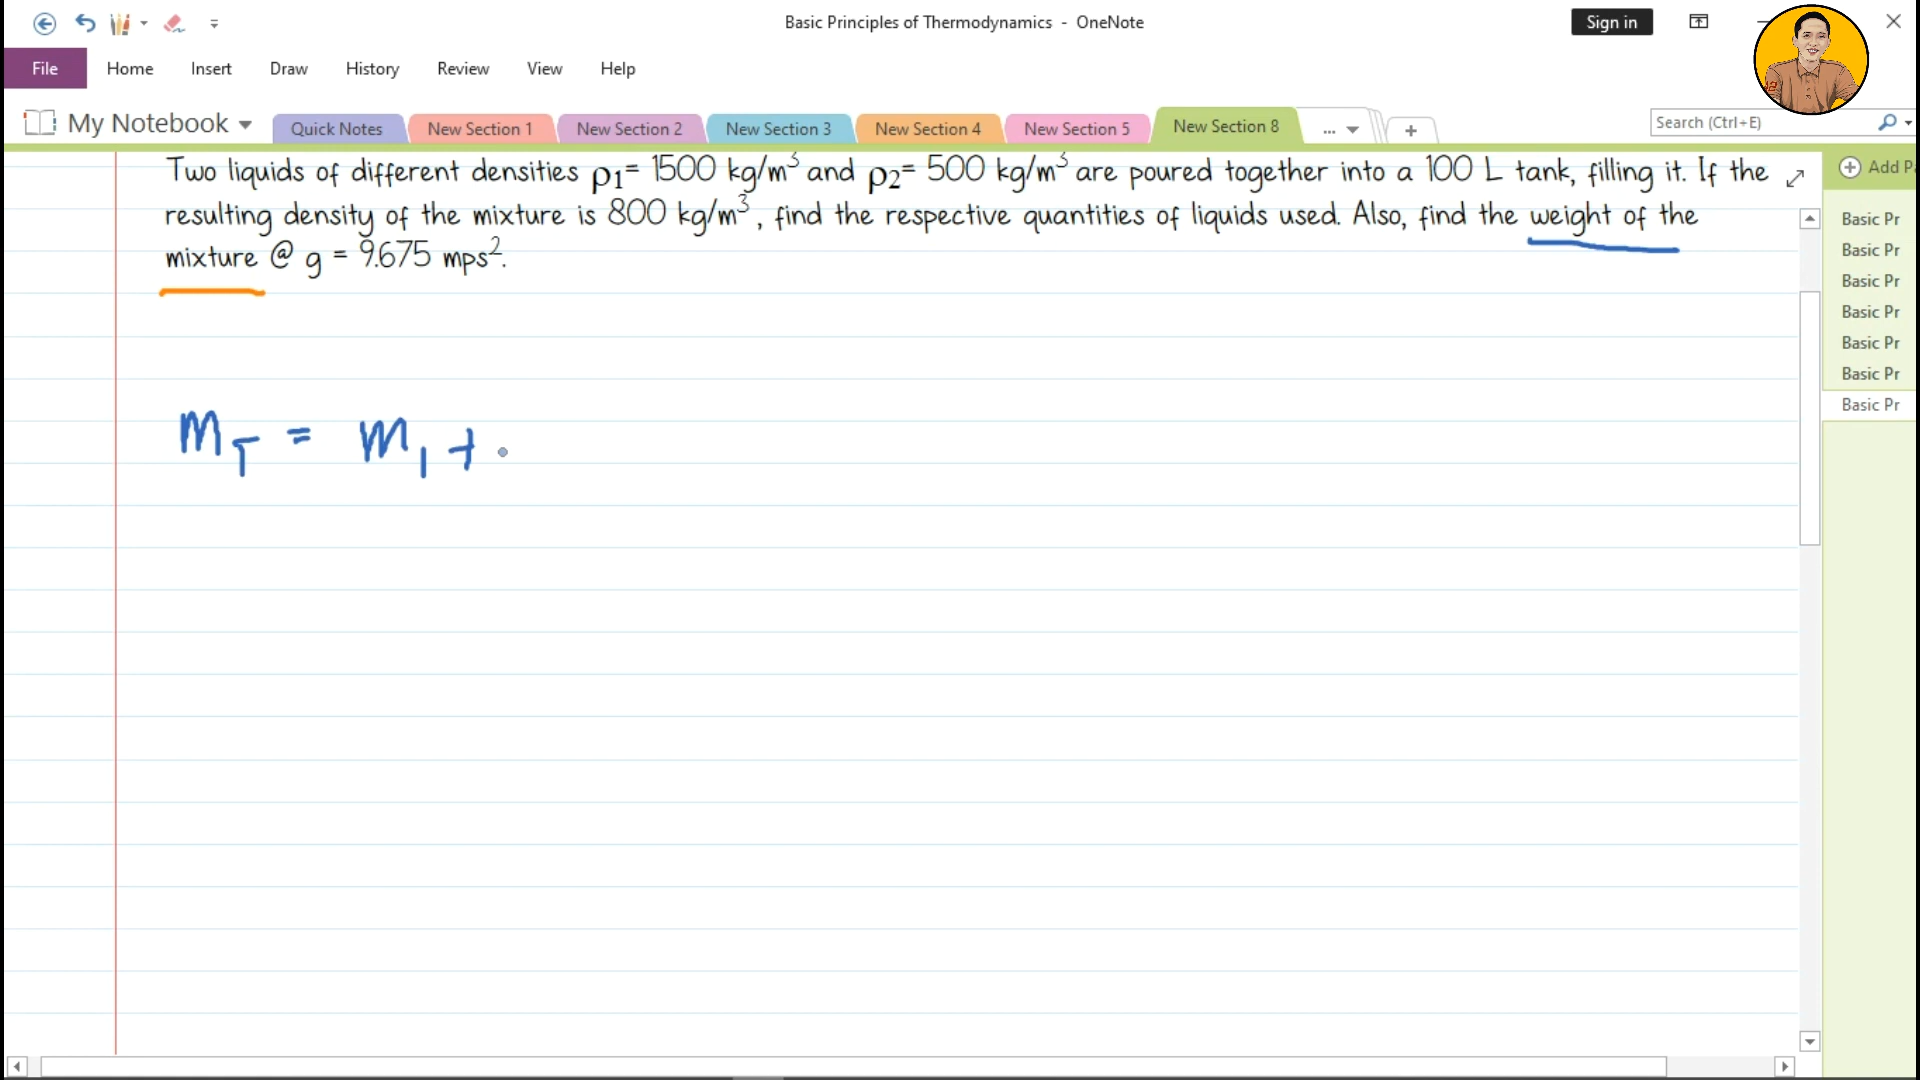 Basic Principles of Thermodynamics - OneNote
Sign in
File Home Insert Draw History Review View Help
My Notebook Quick Notes New Section 1 New Section 2 New Section 3 New Section 4 New Section 5 New Section 8 ... + Search (Ctrl+E)
Two liquids of different densities ρ1= 1500 kg/m³ and ρ2= 500 kg/m³ are poured together into a 100 L tank, filling it. If the
resulting density of the mixture is 800 kg/m³, find the respective quantities of liquids used. Also, find the weight of the
mixture @ g = 9.675 mps².
m_T = m_1 +
Add P
Basic Pr
Basic Pr
Basic Pr
Basic Pr
Basic Pr
Basic Pr
Basic Pr